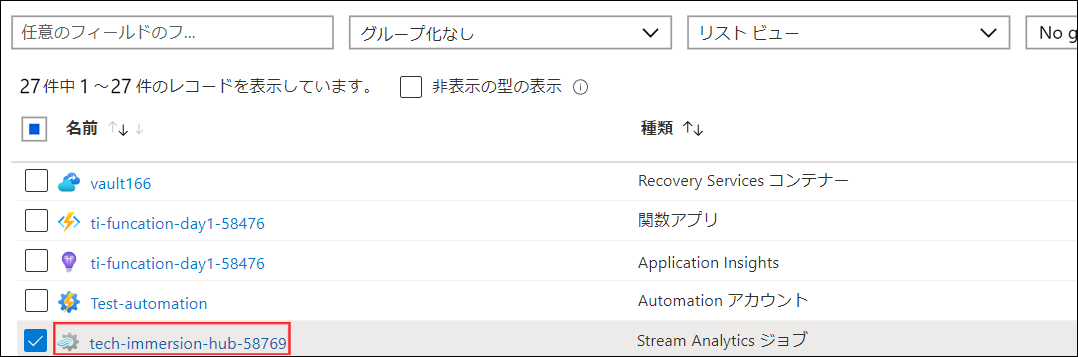 任意のフィールドのフ... グループ化なし リスト ビュー No g
27 件中 1 ～27 件のレコードを表示しています。 非表示の型の表示
名前 ↑↓ ↓ 種類 ↑↓
vault166 Recovery Services コンテナー
ti-funcation-day1-58476 関数アプリ
ti-funcation-day1-58476 Application Insights
Test-automation Automation アカウント
tech-immersion-hub-58769 Stream Analytics ジョブ